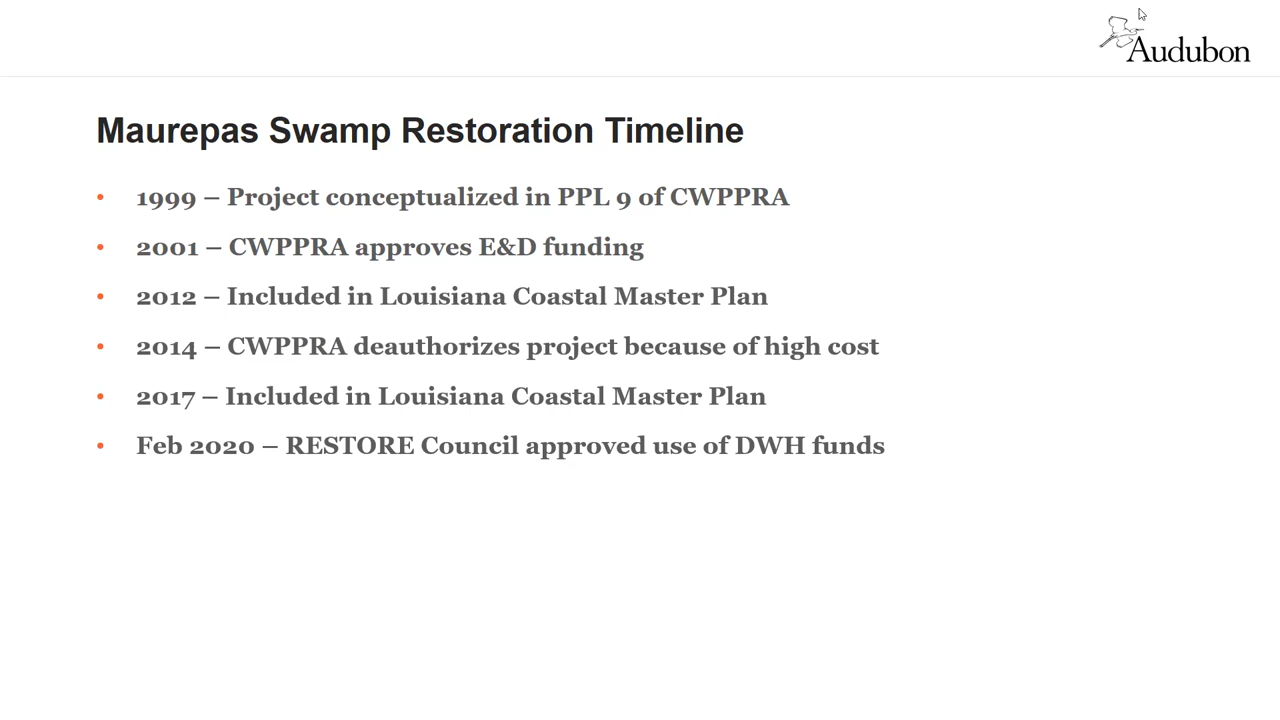 Audubon
Maurepas Swamp Restoration Timeline
• 1999 – Project conceptualized in PPL 9 of CWPPRA
• 2001 – CWPPRA approves E&D funding
• 2012 – Included in Louisiana Coastal Master Plan
• 2014 – CWPPRA deauthorizes project because of high cost
• 2017 – Included in Louisiana Coastal Master Plan
• Feb 2020 – RESTORE Council approved use of DWH funds